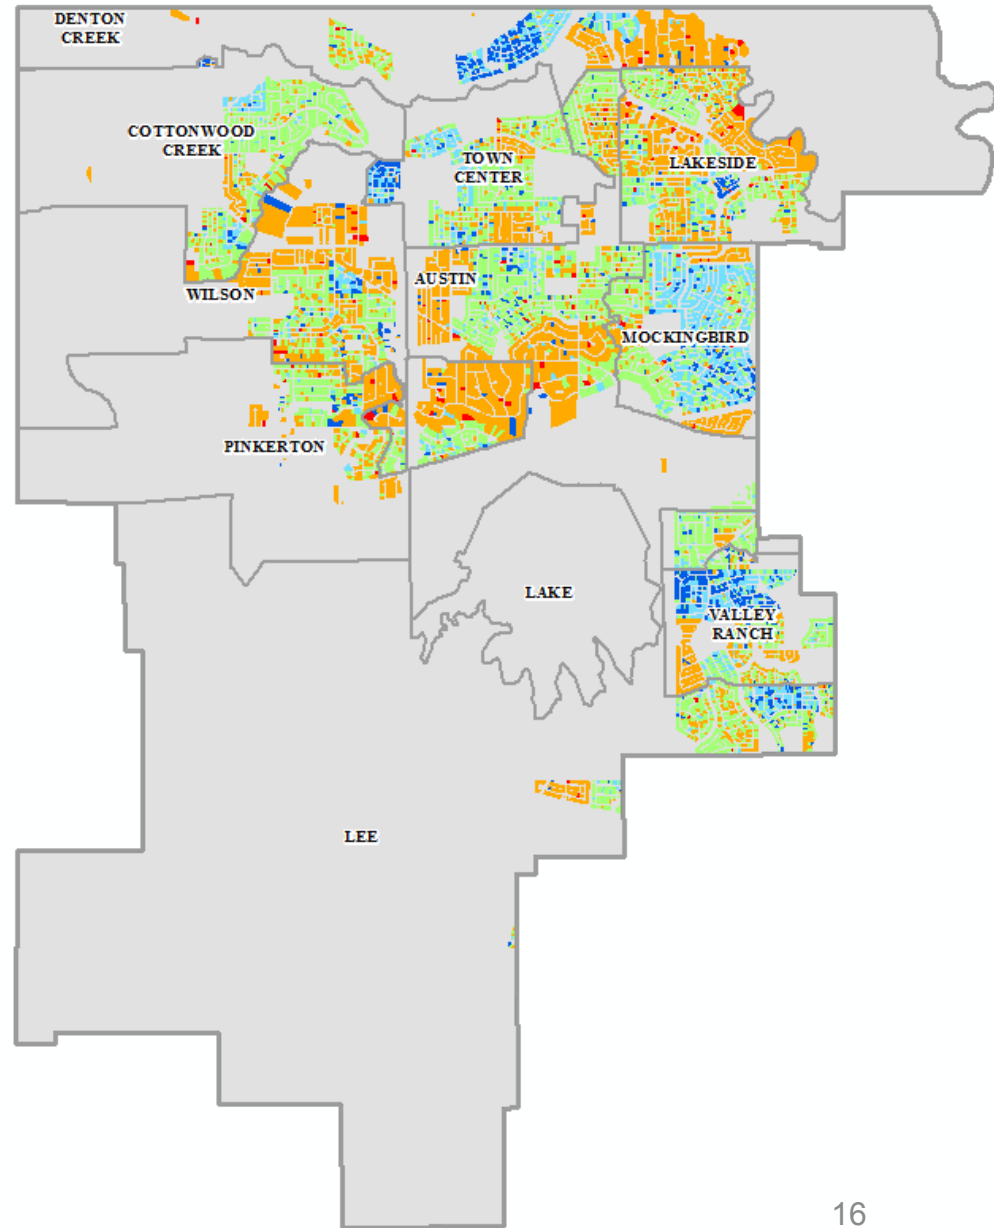 DENTON
CREEK
COTTONWOOD
CREEK
TOWN
CENTER
LAKESIDE
AUSTIN
WILSON
MOCKINGBIRD
PINKERTON
LAKE
VALLEY
RANCH
LEE
16